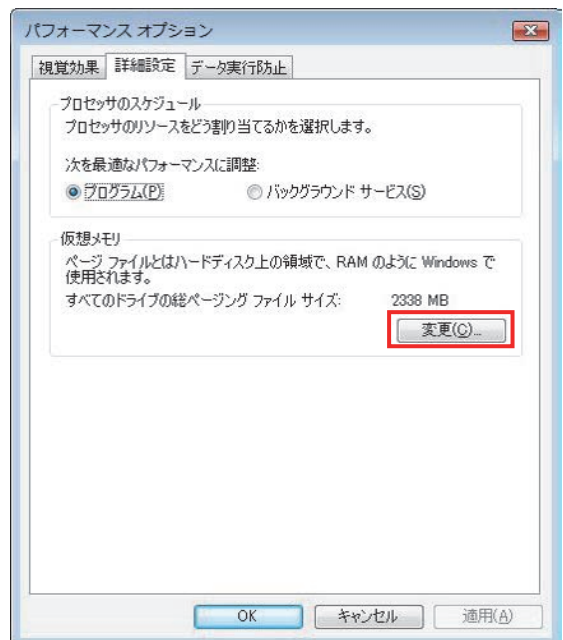 パフォーマンス オプション
視覚効果 詳細設定 データ実行防止
プロセッサのスケジュール
プロセッサのリソースをどう割り当てるかを選択します。
次を最適なパフォーマンスに調整:
プログラム(P) バックグラウンド サービス(S)
仮想メモリ
ページ ファイルとはハードディスク上の領域で、RAM のように Windows で
使用されます。
すべてのドライブの総ページング ファイル サイズ: 2338 MB
変更(C)...
OK キャンセル 適用(A)